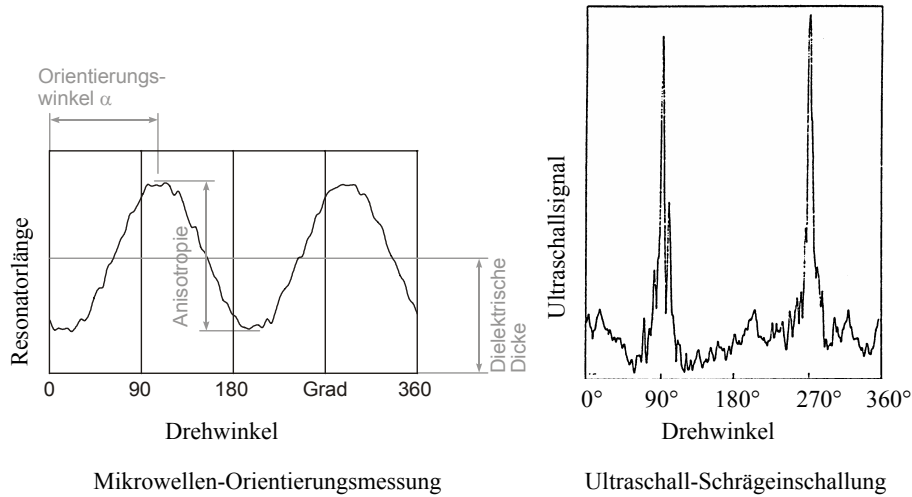 Orientierungs-
winkel α
Resonatorlänge
Anisotropie
Dielektrische
Dicke
0 90 180 Grad 360
Drehwinkel
Mikrowellen-Orientierungsmessung
Ultraschallsignal
0° 90° 180° 270° 360°
Drehwinkel
Ultraschall-Schrägeinschallung